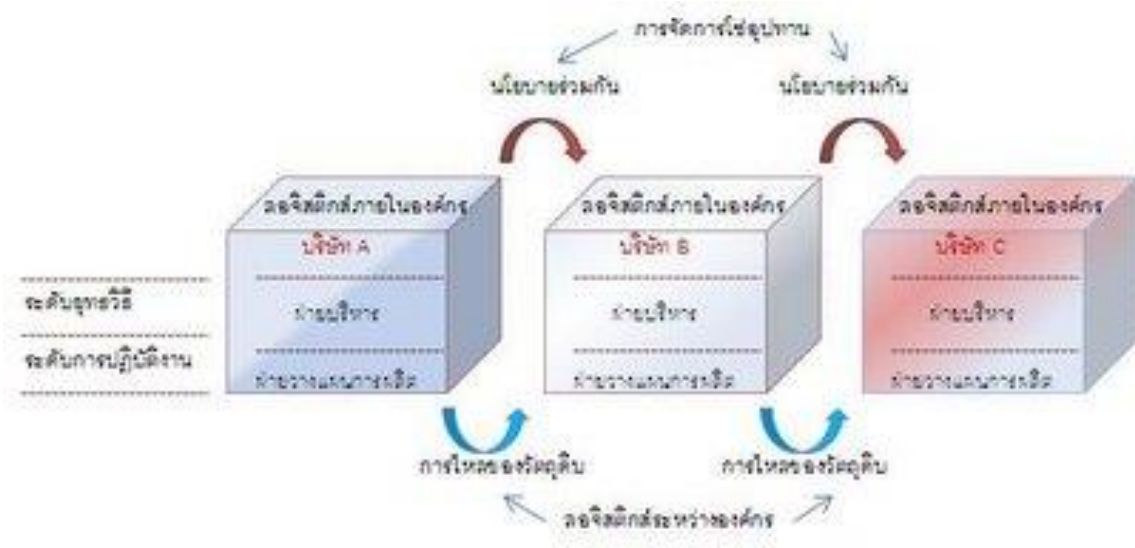 การจัดการโซ่อุปทาน
นโยบายร่วมกัน
นโยบายร่วมกัน
ลอจิสติกส์ภายในองค์กร
ลอจิสติกส์ภายในองค์กร
ลอจิสติกส์ภายในองค์กร
บริษัท A
บริษัท B
บริษัท C
ระดับยุทธวิธี
ฝ่ายบริหาร
ฝ่ายบริหาร
ฝ่ายบริหาร
ระดับการปฏิบัติงาน
ฝ่ายวางแผนการผลิต
ฝ่ายวางแผนการผลิต
ฝ่ายวางแผนการผลิต
การไหลของวัตถุดิบ
การไหลของวัตถุดิบ
ลอจิสติกส์ระหว่างองค์กร